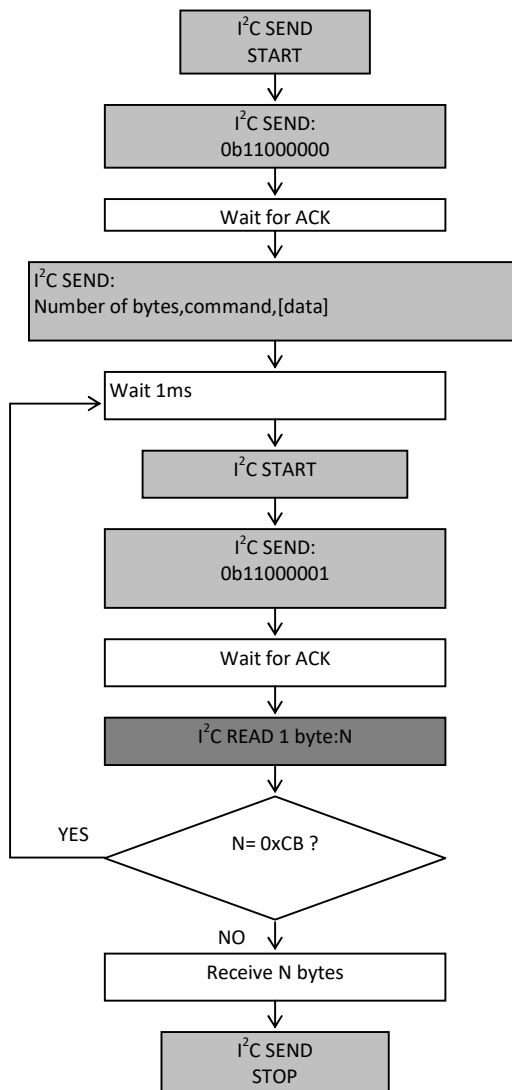 I²C SEND
START
I²C SEND:
0b11000000
Wait for ACK
I²C SEND:
Number of bytes,command,[data]
Wait 1ms
I²C START
I²C SEND:
0b11000001
Wait for ACK
I²C READ 1 byte:N
YES
N= 0xCB ?
NO
Receive N bytes
I²C SEND
STOP